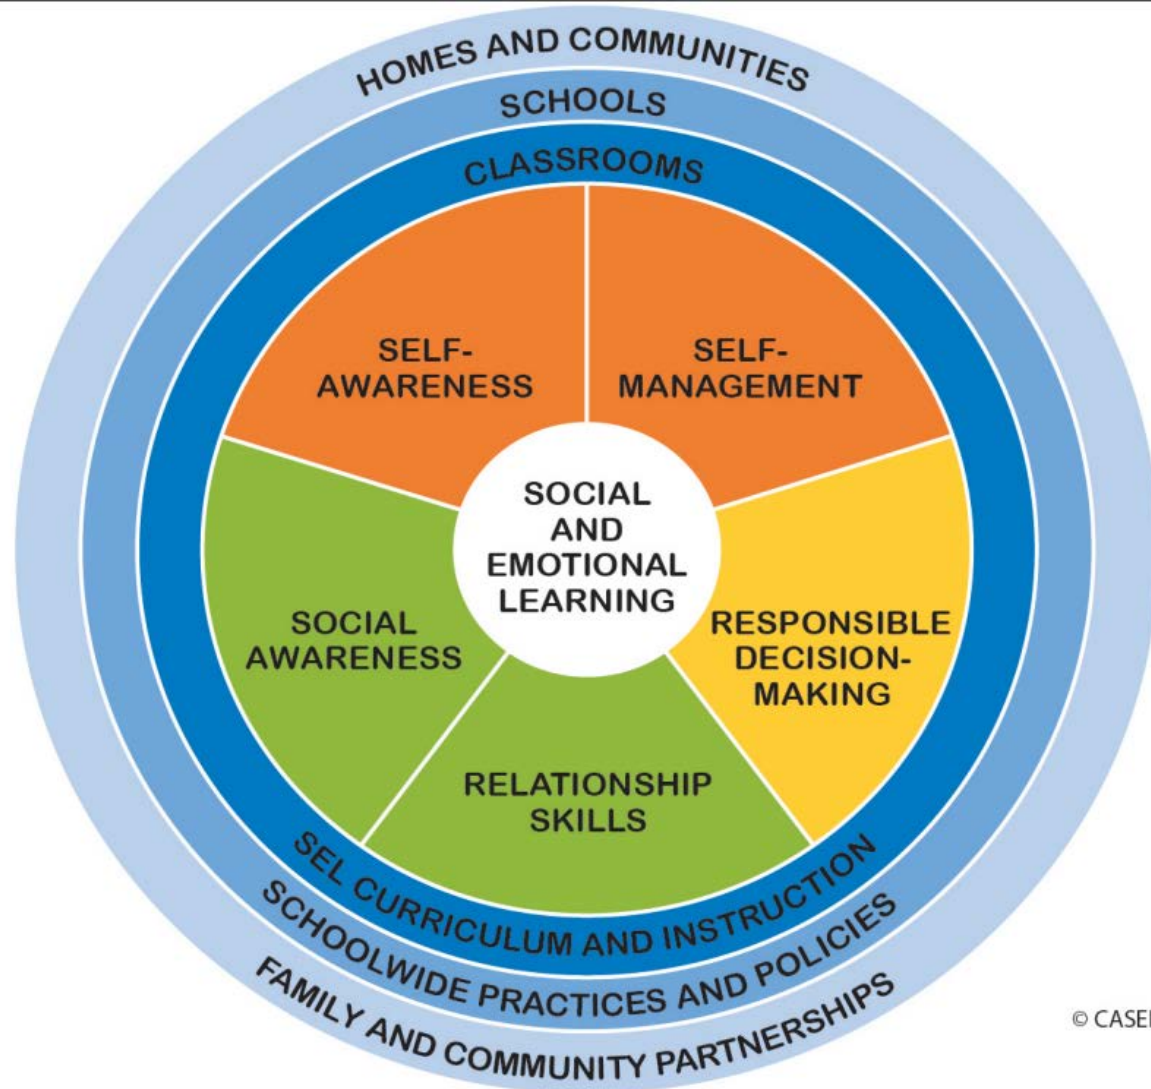 HOMES AND COMMUNITIES
SCHOOLS
CLASSROOMS
SELF-
AWARENESS
SELF-
MANAGEMENT
SOCIAL
AND
EMOTIONAL
LEARNING
SOCIAL
AWARENESS
RESPONSIBLE
DECISION-
MAKING
RELATIONSHIP
SKILLS
SEL CURRICULUM AND INSTRUCTION
SCHOOLWIDE PRACTICES AND POLICIES
FAMILY AND COMMUNITY PARTNERSHIPS
©